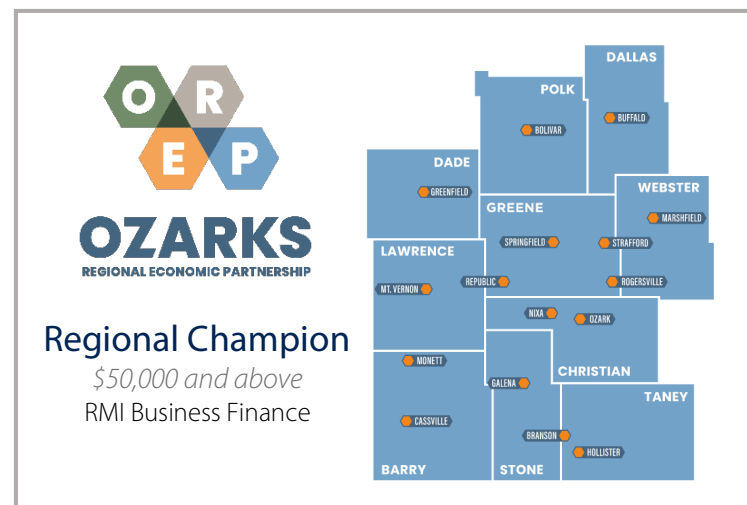 O R
E P
OZARKS
REGIONAL ECONOMIC PARTNERSHIP
Regional Champion
$50,000 and above
RMI Business Finance
DALLAS
POLK
BUFFALO
BOLIVAR
DADE
WEBSTER
GREENFIELD
GREENE
MARSHFIELD
SPRINGFIELD
STRAFFORD
LAWRENCE
MT. VERNON
REPUBLIC
ROGERSVILLE
NIXA
OZARK
MONETT
CHRISTIAN
GALENA
TANEY
CASSVILLE
BRANSON
HOLLISTER
BARRY
STONE